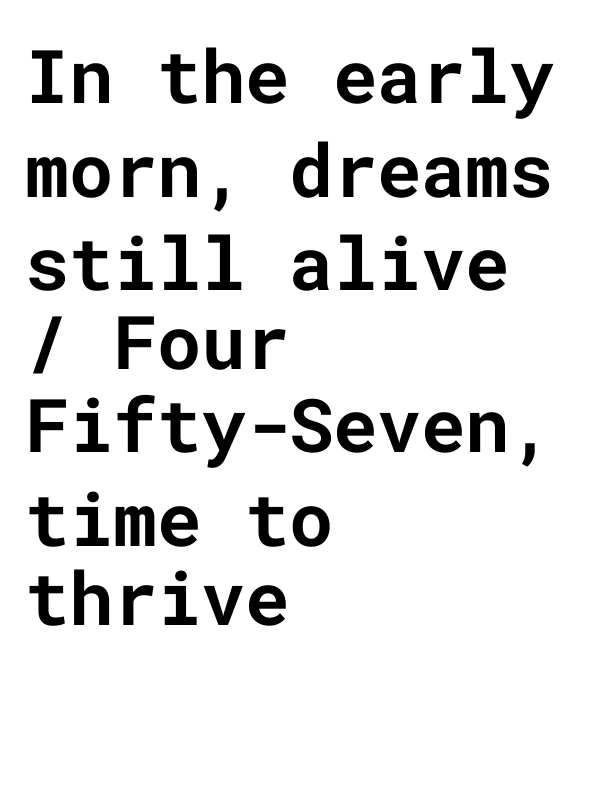 In the early
morn, dreams
still alive
/ Four
Fifty-Seven,
time to
thrive